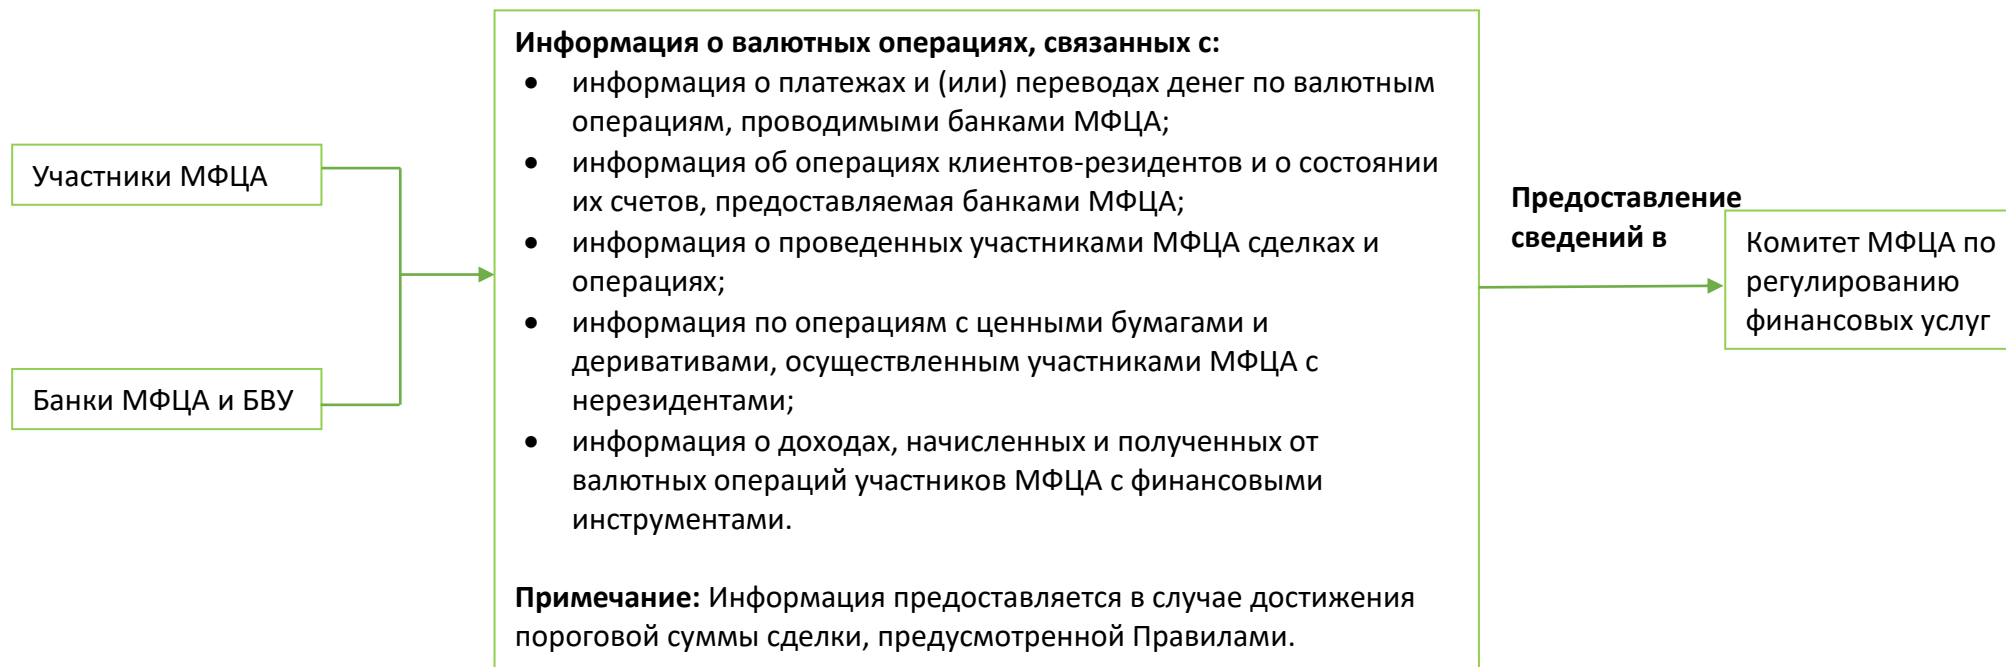 Участники МФЦА
Банки МФЦА и БВУ
Информация о валютных операциях, связанных с:
• информация о платежах и (или) переводах денег по валютным
операциям, проводимыми банками МФЦА;
• информация об операциях клиентов-резидентов и о состоянии
их счетов, предоставляемая банками МФЦА;
• информация о проведенных участниками МФЦА сделках и
операциях;
• информация по операциям с ценными бумагами и
деривативами, осуществленным участниками МФЦА с
нерезидентами;
• информация о доходах, начисленных и полученных от
валютных операций участников МФЦА с финансовыми
инструментами.
Примечание: Информация предоставляется в случае достижения
пороговой суммы сделки, предусмотренной Правилами.
Предоставление
сведений в
Комитет МФЦА по
регулированию
финансовых услуг